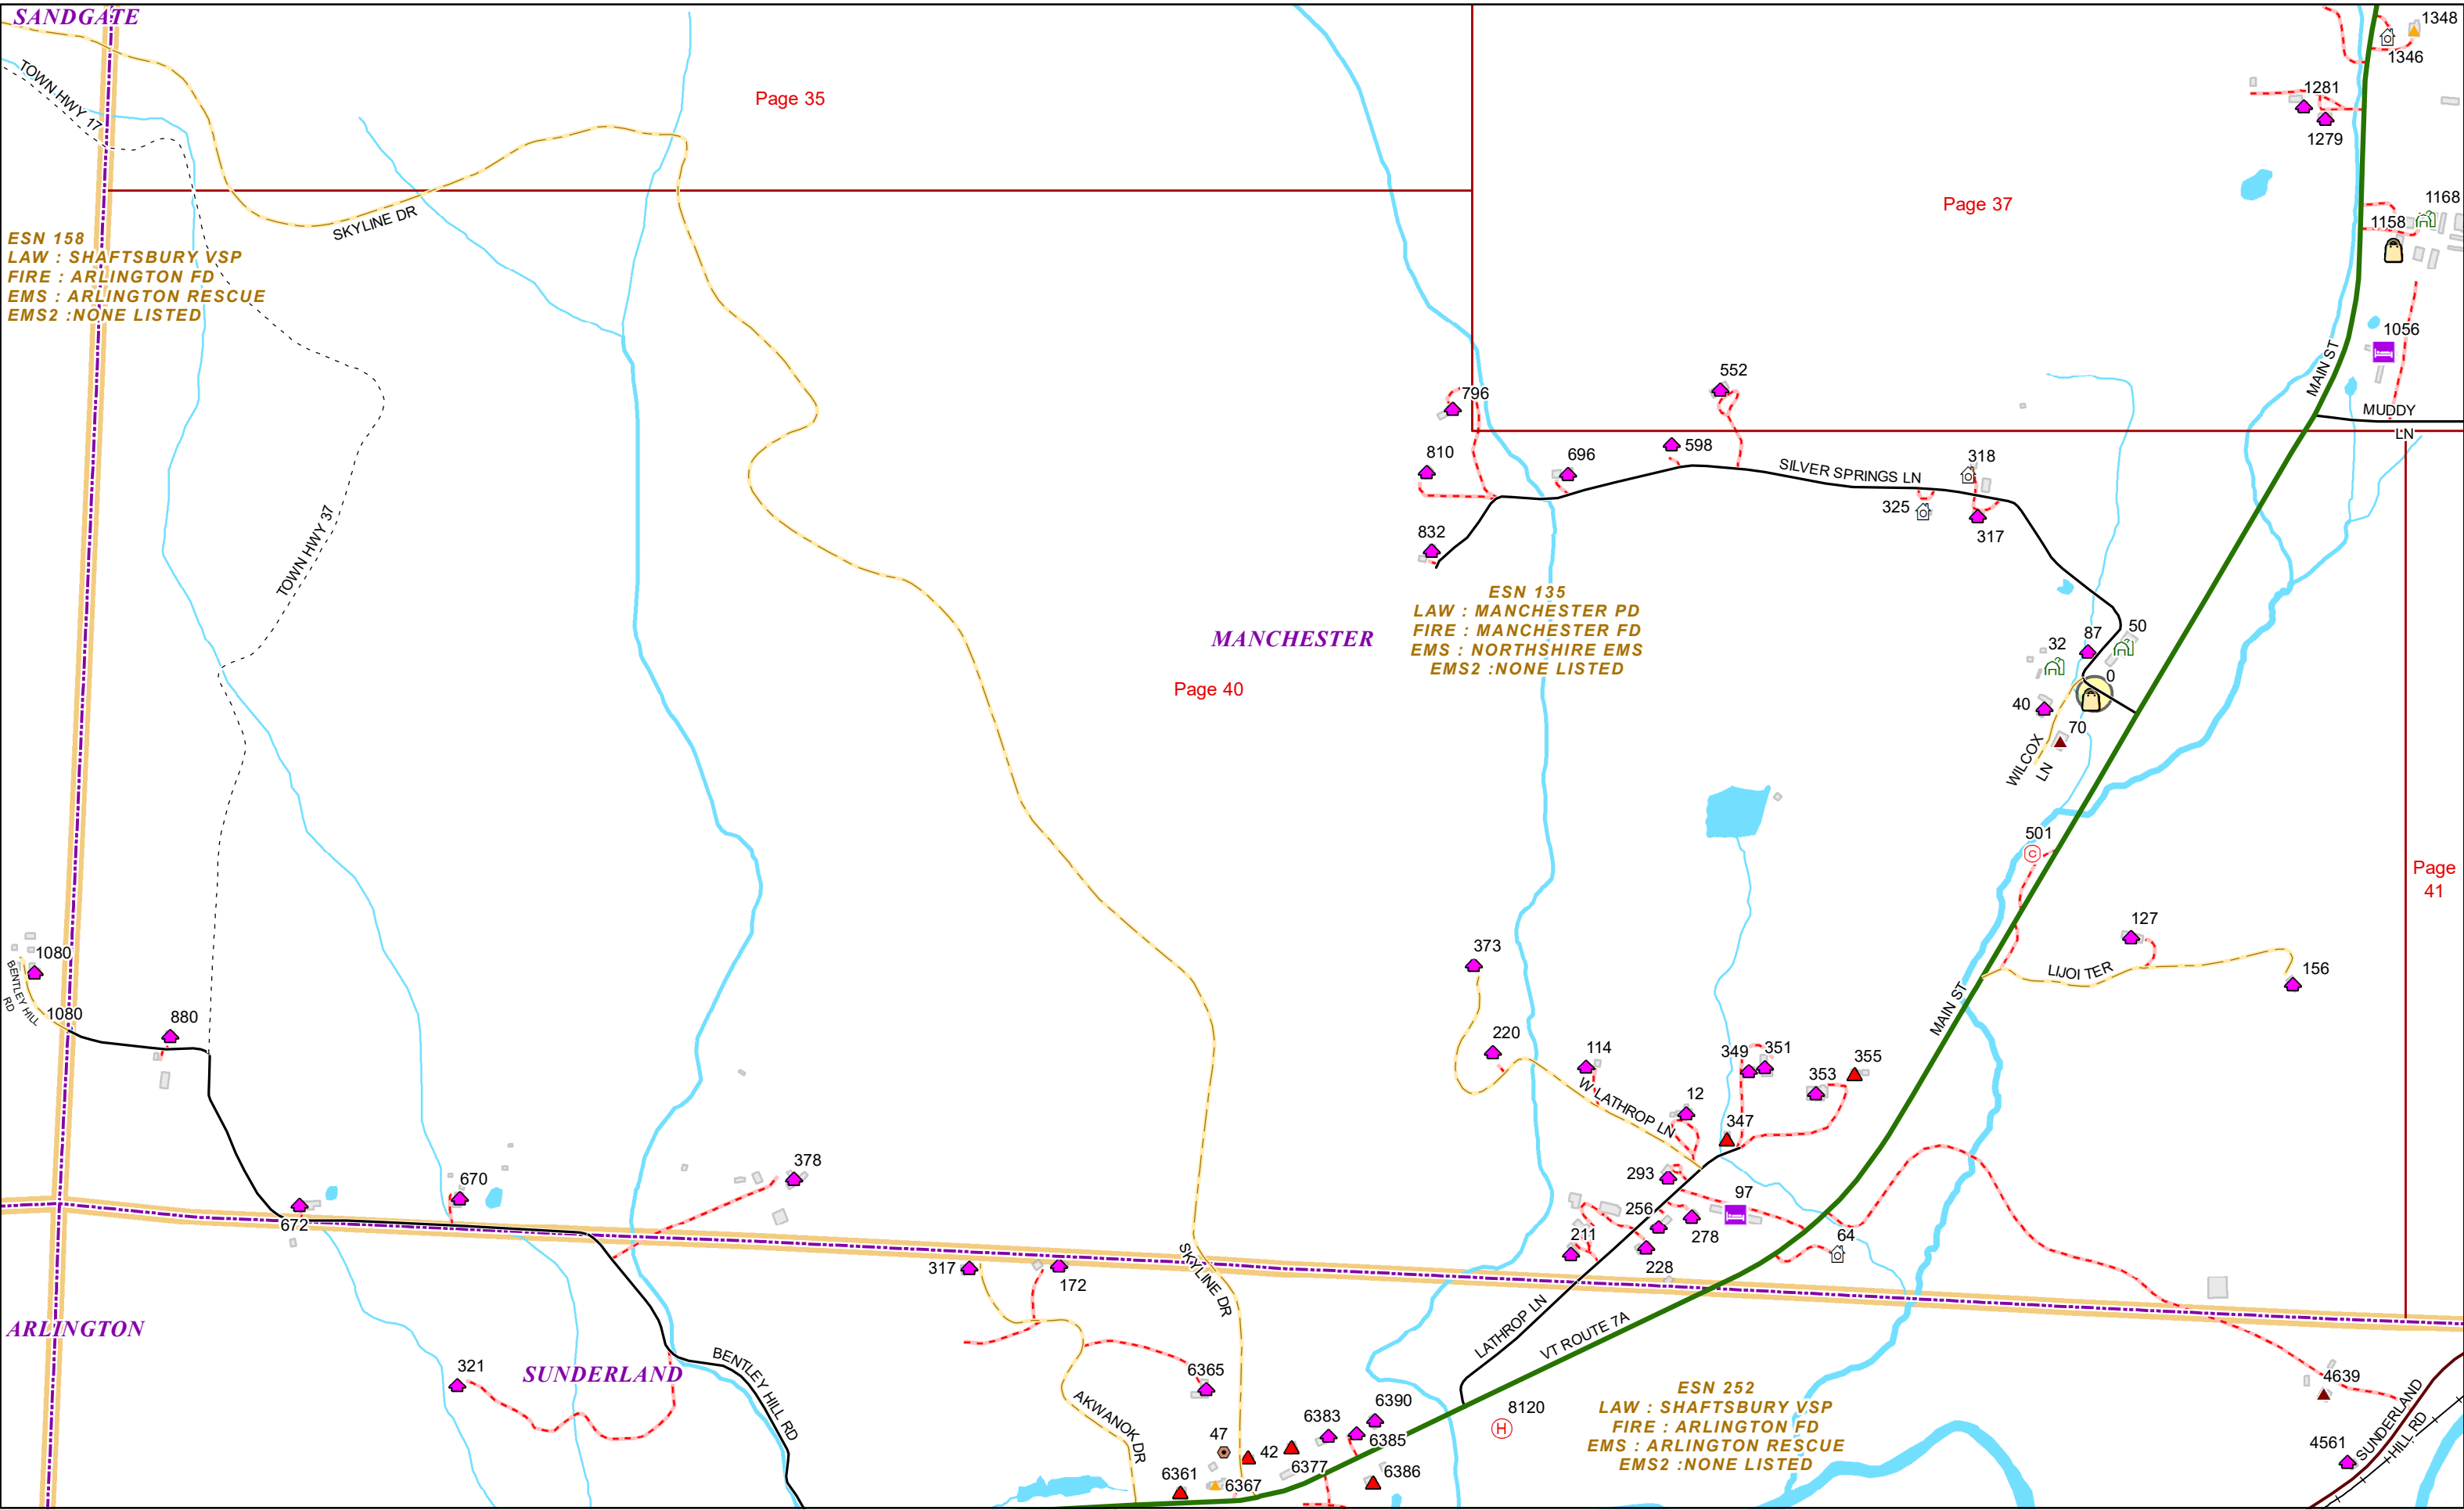 SANDGATE
1348
1346
TOWN HWY 17
Page 35
1281
1279
Page 37
1168
1158
SKYLINE DR
ESN 158
LAW : SHAFTSBURY VSP
FIRE : ARLINGTON FD
EMS : ARLINGTON RESCUE
EMS2 :NONE LISTED
1056
MAIN ST
552
796
MUDDY
LN
810
696
598
SILVER SPRINGS LN
318
325
317
832
TOWN HWY 37
ESN 135
LAW : MANCHESTER PD
FIRE : MANCHESTER FD
EMS : NORTHSHIRE EMS
EMS2 :NONE LISTED
MANCHESTER
Page 40
87
50
32
0
40
70
WILCOX
LN
501
Page
41
127
LIJOI TER
156
MAIN ST
373
1080
BENTLEY HILL
RD
1080
880
220
114
349
351
355
353
W LATHROP LN
12
347
670
378
293
97
672
256
278
211
228
64
317
172
SKYLINE DR
LATHROP LN
VT ROUTE 7A
ARLINGTON
SUNDERLAND
321
BENTLEY HILL RD
6365
AKWANOK DR
4639
ESN 252
LAW : SHAFTSBURY VSP
FIRE : ARLINGTON FD
EMS : ARLINGTON RESCUE
EMS2 :NONE LISTED
6390
6383
6385
8120
H
47
42
6377
6386
6361
6367
4561
SUNDERLAND
HILL RD